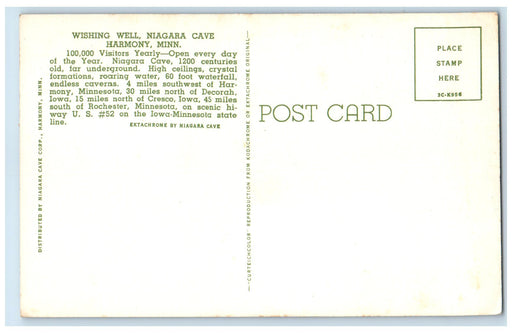 WISHING WELL, NIAGARA CAVE
HARMONY, MINN.
100,000 Visitors Yearly—Open every day
of the Year. Niagara Cave, 1200 centuries
old, far underground. High ceilings, crystal
formations, roaring water, 60 foot waterfall,
endless caverns. 4 miles southwest of Har-
mony, Minnesota, 30 miles north of Decorah,
Iowa, 15 miles north of Cresco, Iowa, 45 miles
south of Rochester, Minnesota, on scenic hi-
way U. S. #52 on the Iowa-Minnesota state
line.
EKTACHROME BY NIAGARA CAVE
DISTRIBUTED BY NIAGARA CAVE CORP., HARMONY, MINN.
—CURTEICHCOLOR® REPRODUCTION FROM KODACHROME OR EKTACHROME ORIGINAL—
POST CARD
PLACE
STAMP
HERE